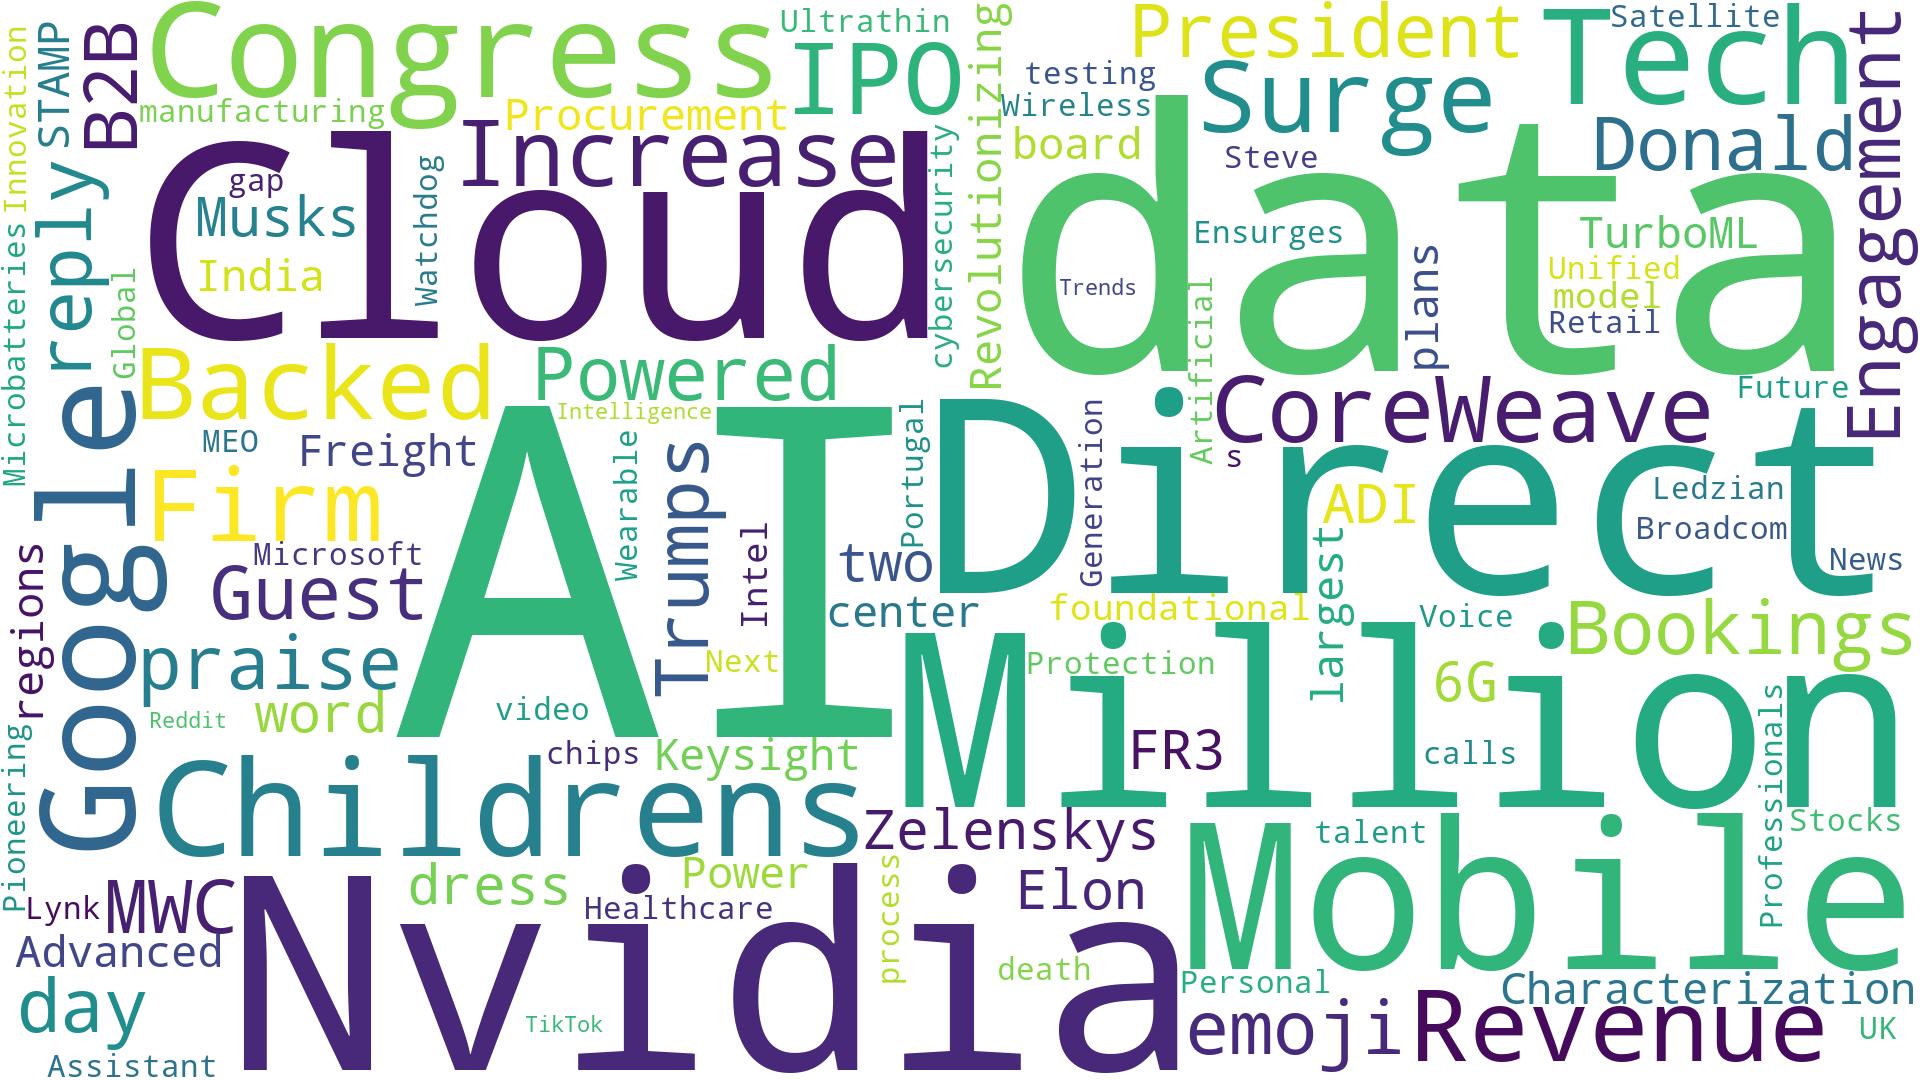 Congress
Ultrathin
IPO
President
Satellite
Tech
Engagement
Innovation
STAMP
B2B
manufacturing
Procurement
Increase
Revolutionizing
testing
Wireless
board
Surge
Steve
Donald
Cloud
gap
Musks
India
Watchdog
cybersecurity
data
Trends
Ensurges
Artificial
plans
TurboML
Unified
model
Retail
Microbatteries
Global
reply
Google
Backed
Powered
Intelligence
MEO
Freight
Firm
Microsoft
Guest
AI
Wearable
Trumps
Intel
Next
two
center
Portugal
Direct
Generation
CoreWeave
s
ADI
Future
Ledzian
Broadcom
News
regions
praise
Reddit
word
video
chips
Keysight
foundational
largest
Voice
Bookings
Million
Protection
6G
FR3
calls
Professionals
Stocks
Pioneering
Childrens
Zelenskys
talent
Mobile
Lynk
MWC
dress
Power
Healthcare
process
Elon
Advanced
day
Nvidia
TikTok
death
Personal
Characterization
Assistant
emoji
Revenue
UK